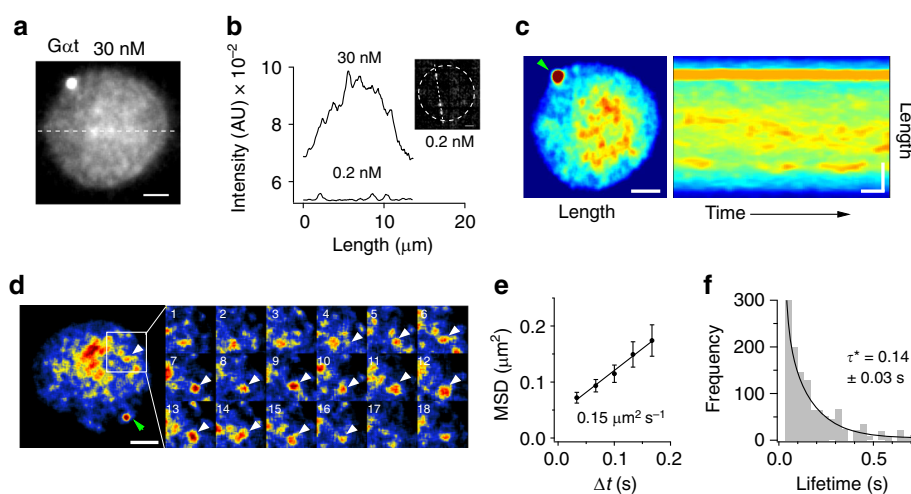 a
Gαt 30 nM
b
Intensity (AU) × 10⁻²
10
8
6
30 nM
0.2 nM
0.2 nM
0
10
20
Length (μm)
c
Length
Time
Length
d
1
2
3
4
5
6
7
8
9
10
11
12
13
14
15
16
17
18
e
MSD (μm²)
0.2
0.1
0.0
0.15 μm² s⁻¹
0.0
0.1
0.2
Δt (s)
f
Frequency
300
200
100
0
τ* = 0.14
± 0.03 s
0.0
0.5
Lifetime (s)